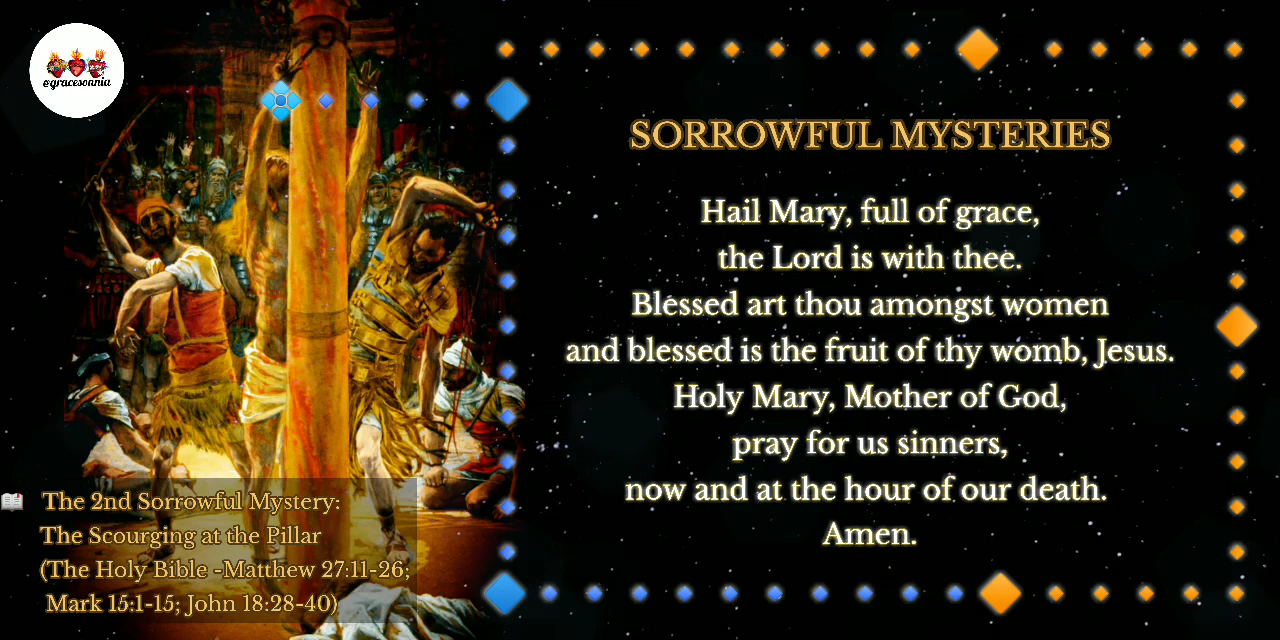 @gracesonnia
SORROWFUL MYSTERIES
Hail Mary, full of grace,
the Lord is with thee.
Blessed art thou amongst women
and blessed is the fruit of thy womb, Jesus.
Holy Mary, Mother of God,
pray for us sinners,
now and at the hour of our death.
Amen.
The 2nd Sorrowful Mystery:
The Scourging at the Pillar
(The Holy Bible -Matthew 27:11-26;
Mark 15:1-15; John 18:28-40)